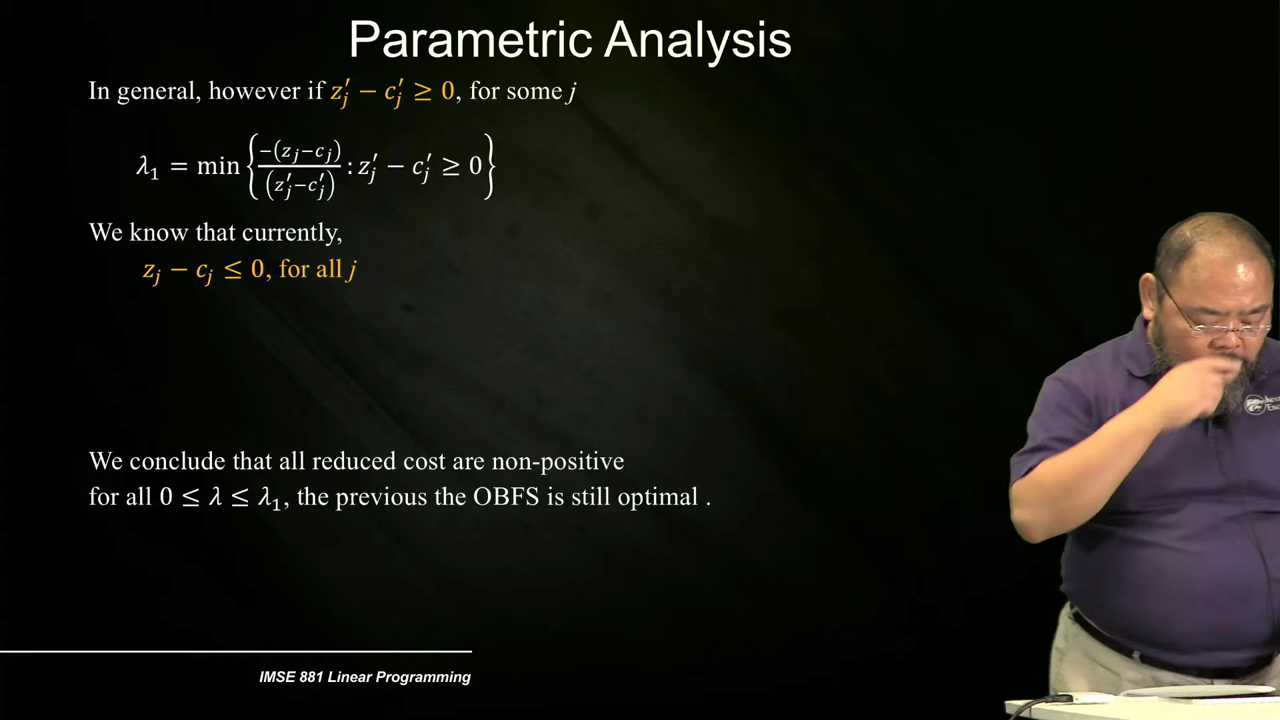 Parametric Analysis
In general, however if z′ⱼ − c′ⱼ ≥ 0, for some j
λ₁ = min { −(zⱼ−cⱼ) / (z′ⱼ−c′ⱼ) : z′ⱼ − c′ⱼ ≥ 0 }
We know that currently,
zⱼ − cⱼ ≤ 0, for all j
We conclude that all reduced cost are non-positive
for all 0 ≤ λ ≤ λ₁, the previous the OBFS is still optimal .
IMSE 881 Linear Programming